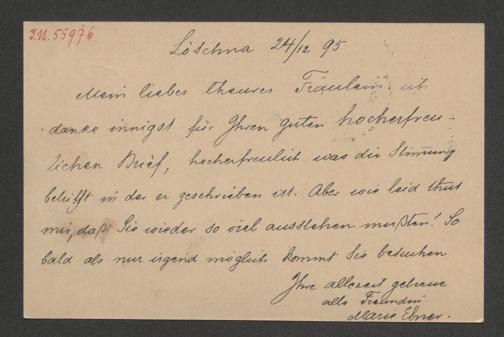 I.N. 55976
Löschna 24/12 95
Mein liebes theures Fräulein ich
danke innigst für Ihren guten hocherfreu-
lichen Brief, hocherfreulich was die Stimmung
betrifft in der er geschrieben ist. Aber wie leid thut
mir, daß Sie wieder so viel ausstehen mußten! So
bald als nur irgend möglich kommt Sie besuchen
Ihre allezeit getreue
alte Freundin
Marie Ebner.